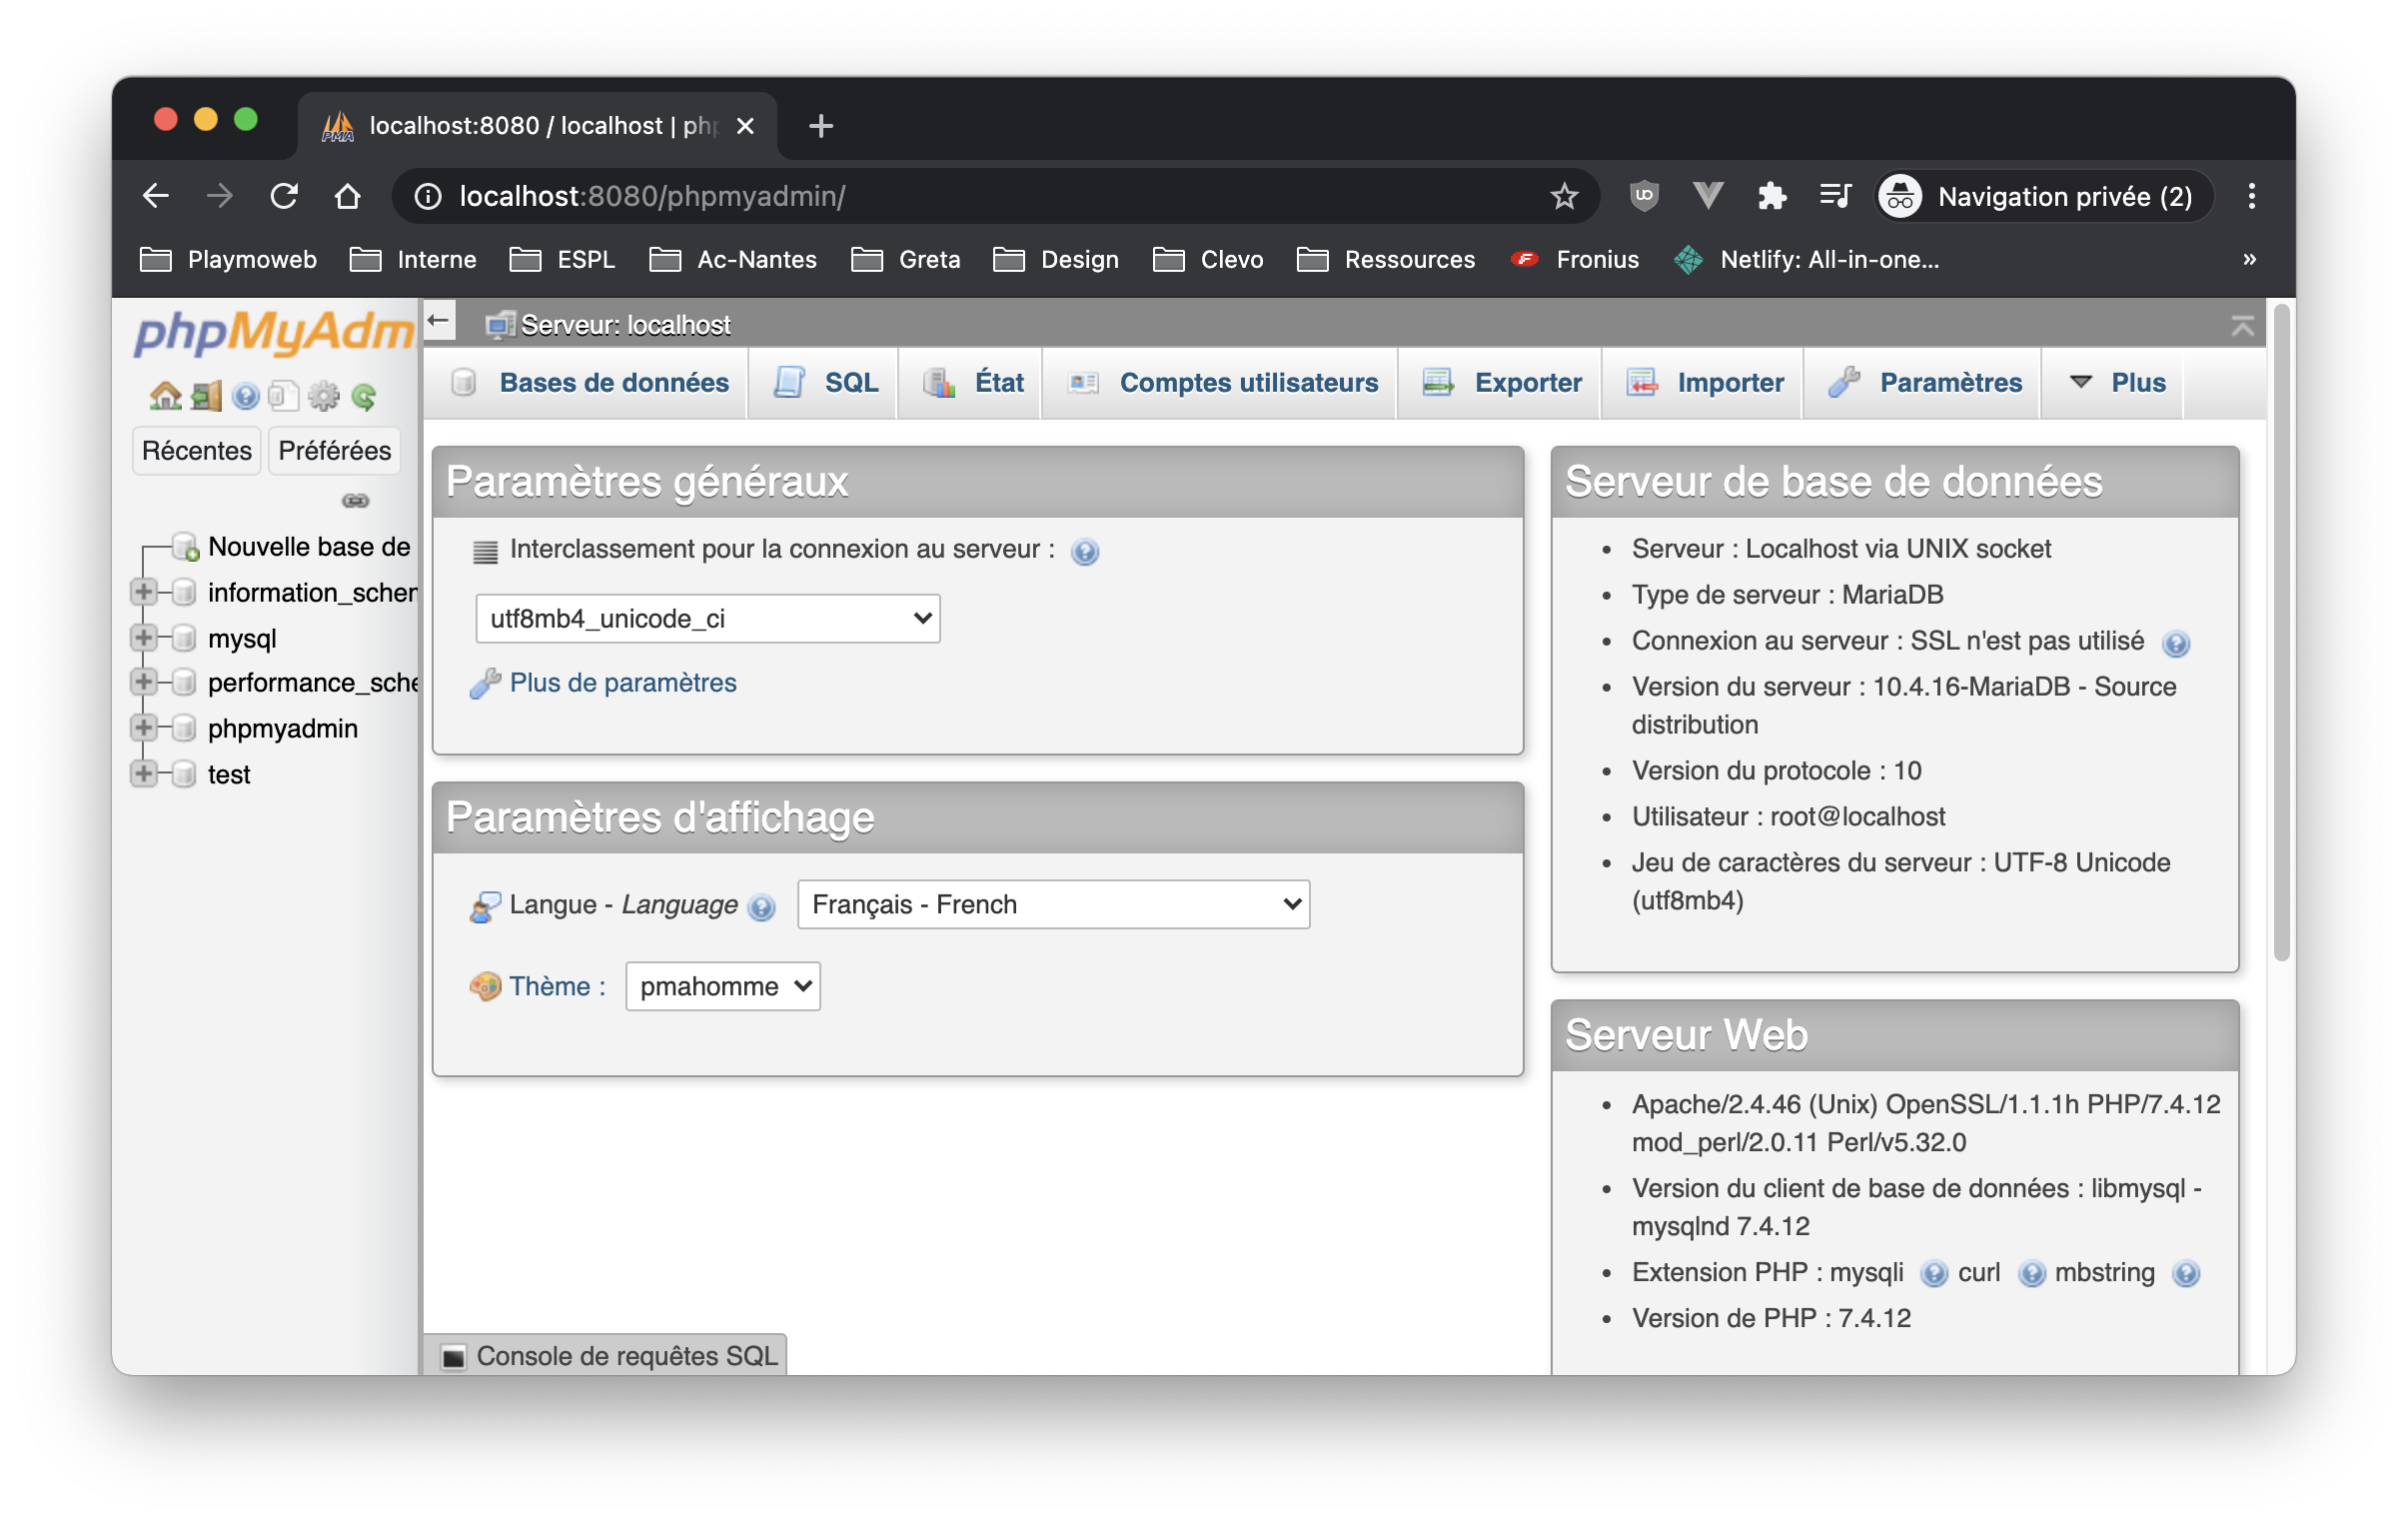 localhost:8080 / localhost | php
localhost:8080/phpmyadmin/
Navigation privée (2)
Playmoweb
Interne
ESPL
Ac-Nantes
Greta
Design
Clevo
Ressources
Fronius
Netlify: All-in-one...
»
phpMyAdm
Récentes
Préférées
Nouvelle base de
information_schem
mysql
performance_sche
phpmyadmin
test
Serveur: localhost
Bases de données
SQL
État
Comptes utilisateurs
Exporter
Importer
Paramètres
Plus
Paramètres généraux
Interclassement pour la connexion au serveur :
utf8mb4_unicode_ci
Plus de paramètres
Paramètres d'affichage
Langue - Language
Français - French
Thème :
pmahomme
Console de requêtes SQL
Serveur de base de données
• Serveur : Localhost via UNIX socket
• Type de serveur : MariaDB
• Connexion au serveur : SSL n'est pas utilisé
• Version du serveur : 10.4.16-MariaDB - Source
distribution
• Version du protocole : 10
• Utilisateur : root@localhost
• Jeu de caractères du serveur : UTF-8 Unicode
(utf8mb4)
Serveur Web
• Apache/2.4.46 (Unix) OpenSSL/1.1.1h PHP/7.4.12
mod_perl/2.0.11 Perl/v5.32.0
• Version du client de base de données : libmysql -
mysqlnd 7.4.12
• Extension PHP : mysqli curl mbstring
• Version de PHP : 7.4.12